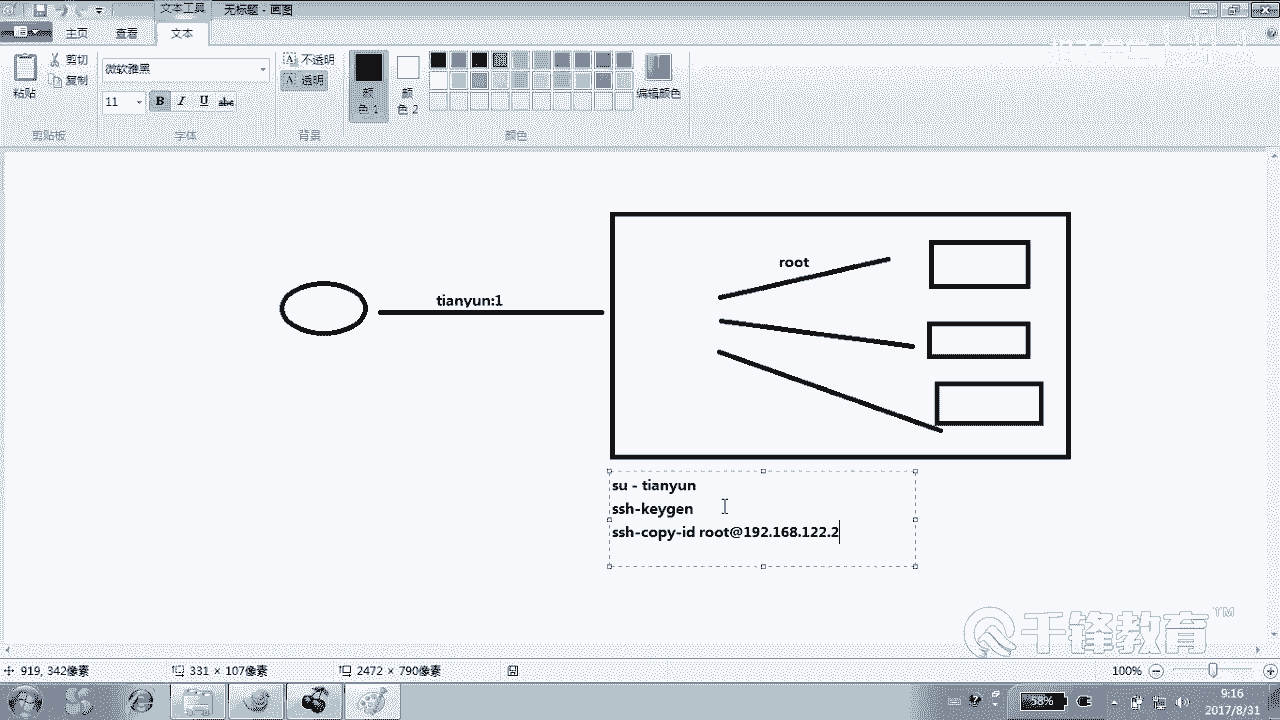 文本工具 无标题 - 画图
主页 查看 文本
粘贴
剪切
复制
剪贴板
微软雅黑
11 B I U abc
字体
不透明
透明
背景
颜
色 1
颜
色 2
颜色
编辑颜色
root
tianyun:1
su - tianyun
ssh-keygen
ssh-copy-id root@192.168.122.2
千锋教育 TM
919, 342像素 331 × 107像素 2472 × 790像素 100%
58%
9:16
2017/8/31